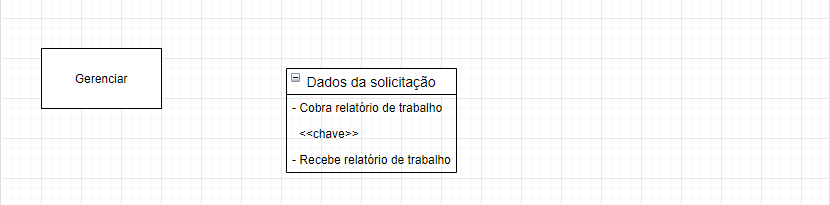 Gerenciar
Dados da solicitação
- Cobra relatório de trabalho
<<chave>>
- Recebe relatório de trabalho